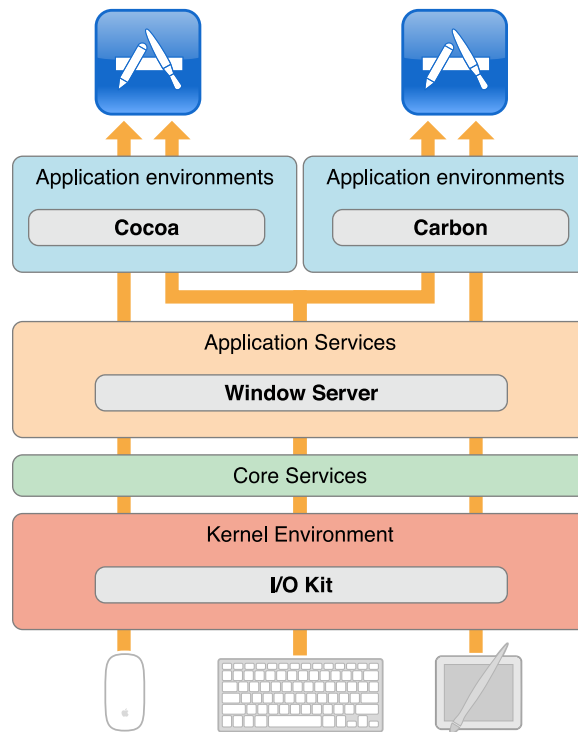 Application environments
Cocoa
Application environments
Carbon
Application Services
Window Server
Core Services
Kernel Environment
I/O Kit